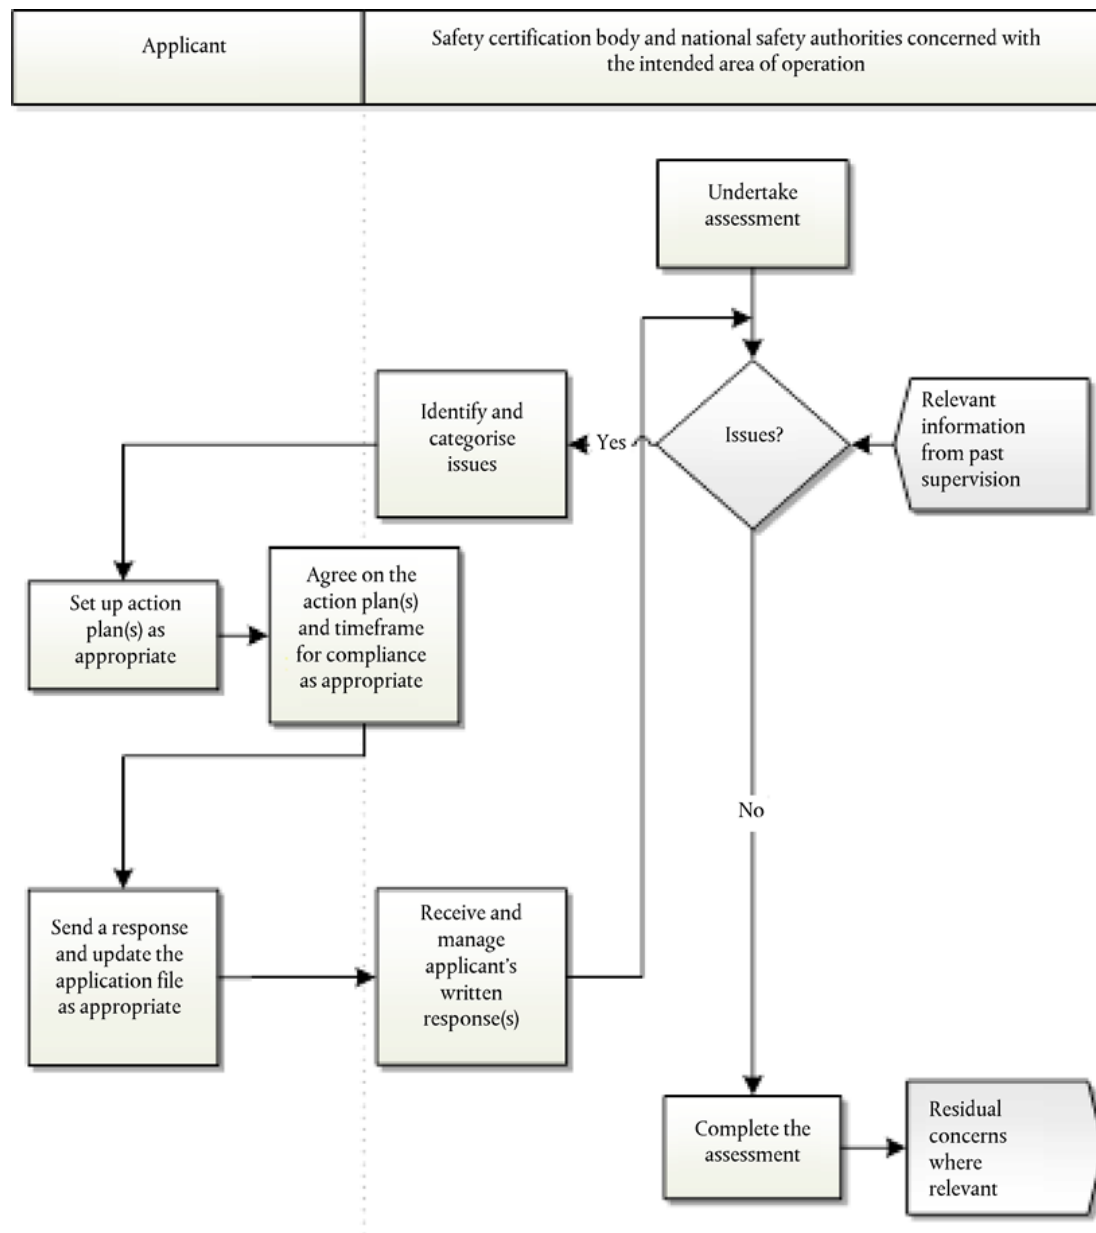 Applicant
Safety certification body and national safety authorities concerned with
the intended area of operation
Undertake
assessment
Identify and
categorise
issues
Yes
Issues?
Relevant
information
from past
supervision
Set up action
plan(s) as
appropriate
Agree on the
action plan(s)
and timeframe
for compliance
as appropriate
No
Send a response
and update the
application file
as appropriate
Receive and
manage
applicant's
written
response(s)
Complete the
assessment
Residual
concerns
where
relevant